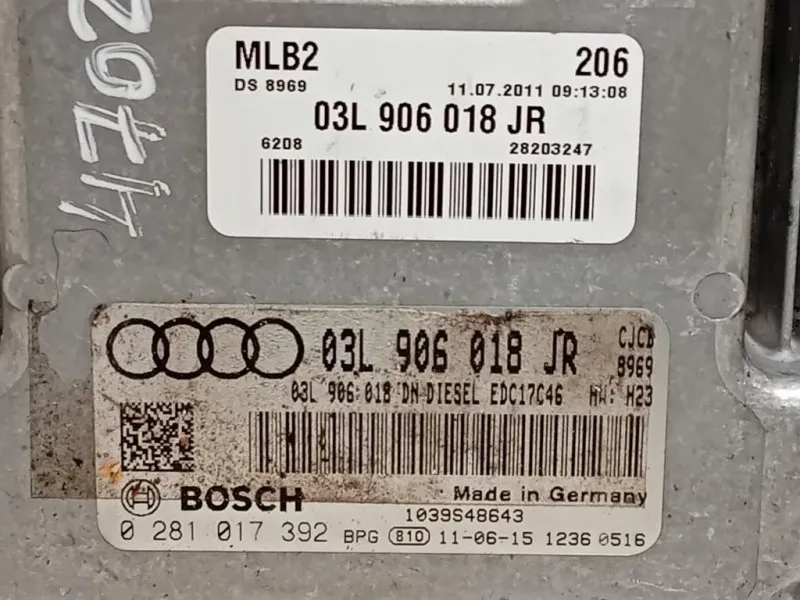 MLB2 206
DS 8969 11.07.2011 09:13:08
03L 906 018 JR
6208 28203247
03L 906 018 JR CJCD
8969
03L 906 018 DN DIESEL EDC17C46 HW: H23
BOSCH Made in Germany
1039S48643
0 281 017 392 BPG 810 11-06-15 1236 0516